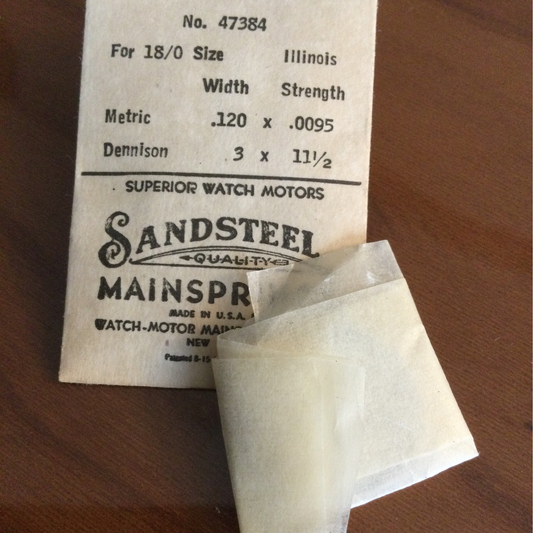 No. 47384
For 18/0 Size Illinois
Width Strength
Metric .120 x .0095
Dennison 3 x 11½
SUPERIOR WATCH MOTORS
SANDSTEEL
QUALITY
MAINSPR
MADE IN U.S.A.
WATCH-MOTOR MAIN
NEW
Patented